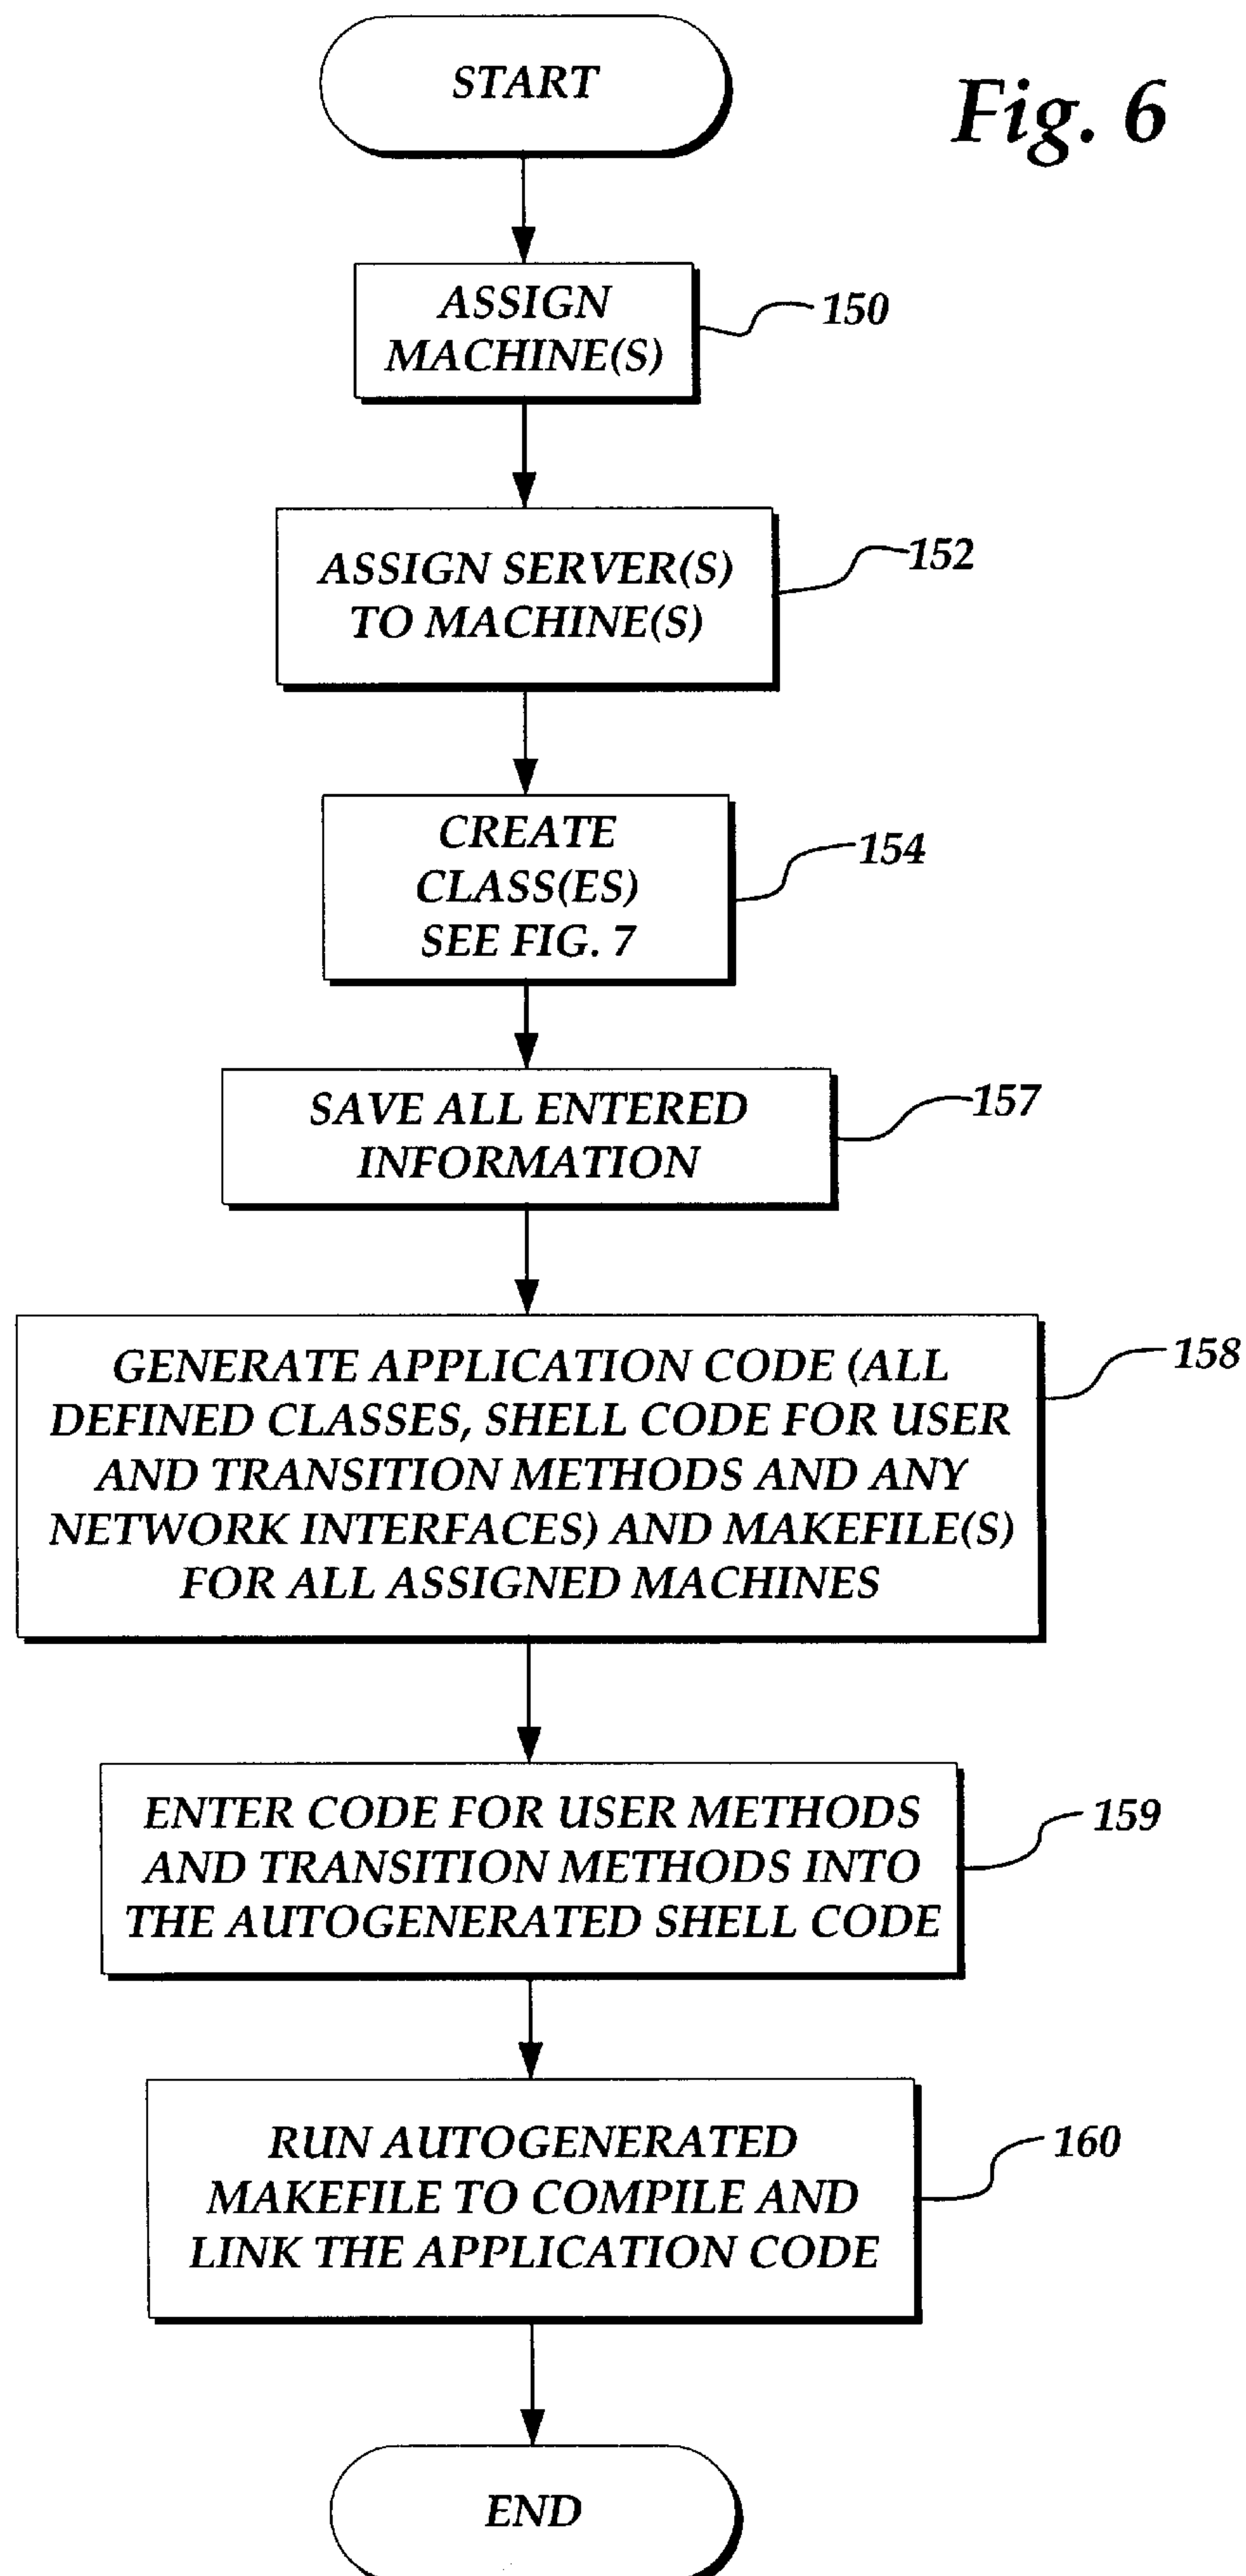 START
Fig. 6
ASSIGN
MACHINE(S)
150
ASSIGN SERVER(S)
TO MACHINE(S)
152
CREATE
CLASS(ES)
SEE FIG. 7
154
SAVE ALL ENTERED
INFORMATION
157
GENERATE APPLICATION CODE (ALL
DEFINED CLASSES, SHELL CODE FOR USER
AND TRANSITION METHODS AND ANY
NETWORK INTERFACES) AND MAKEFILE(S)
FOR ALL ASSIGNED MACHINES
158
ENTER CODE FOR USER METHODS
AND TRANSITION METHODS INTO
THE AUTOGENERATED SHELL CODE
159
RUN AUTOGENERATED
MAKEFILE TO COMPILE AND
LINK THE APPLICATION CODE
160
END